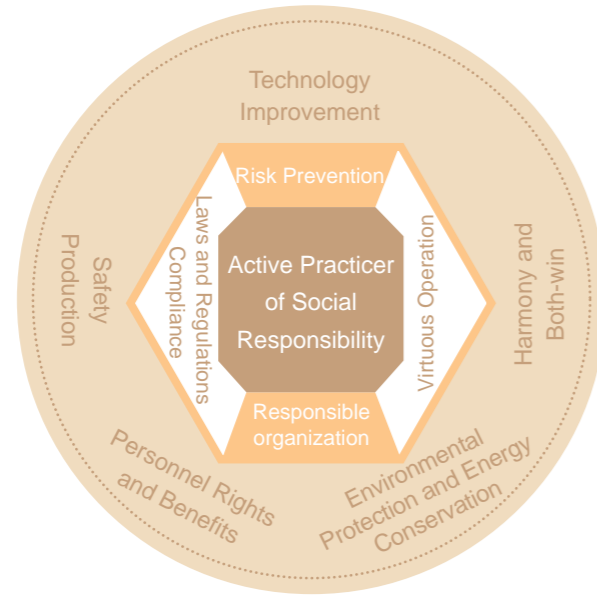 Technology
Improvement
Risk Prevention
Laws and Regulations
Compliance
Active Practicer
of Social
Responsibility
Virtuous Operation
Responsible
organization
Safety
Production
Harmony and
Both-win
Personnel Rights
and Benefits
Environmental
Protection and Energy
Conservation